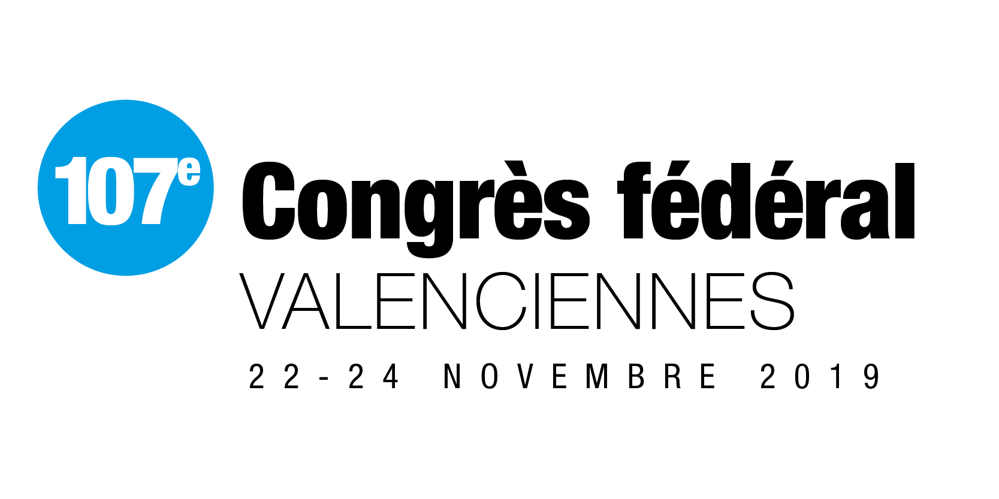 107e
Congrès fédéral
VALENCIENNES
22-24 NOVEMBRE 2019